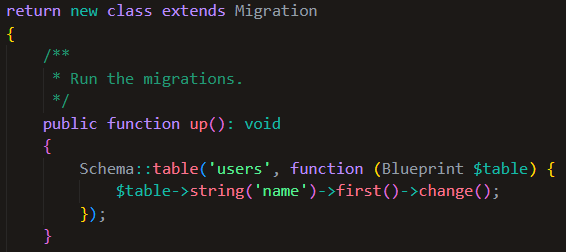 return new class extends Migration
{
    /**
     * Run the migrations.
     */
    public function up(): void
    {
        Schema::table('users', function (Blueprint $table) {
            $table->string('name')->first()->change();
        });
    }